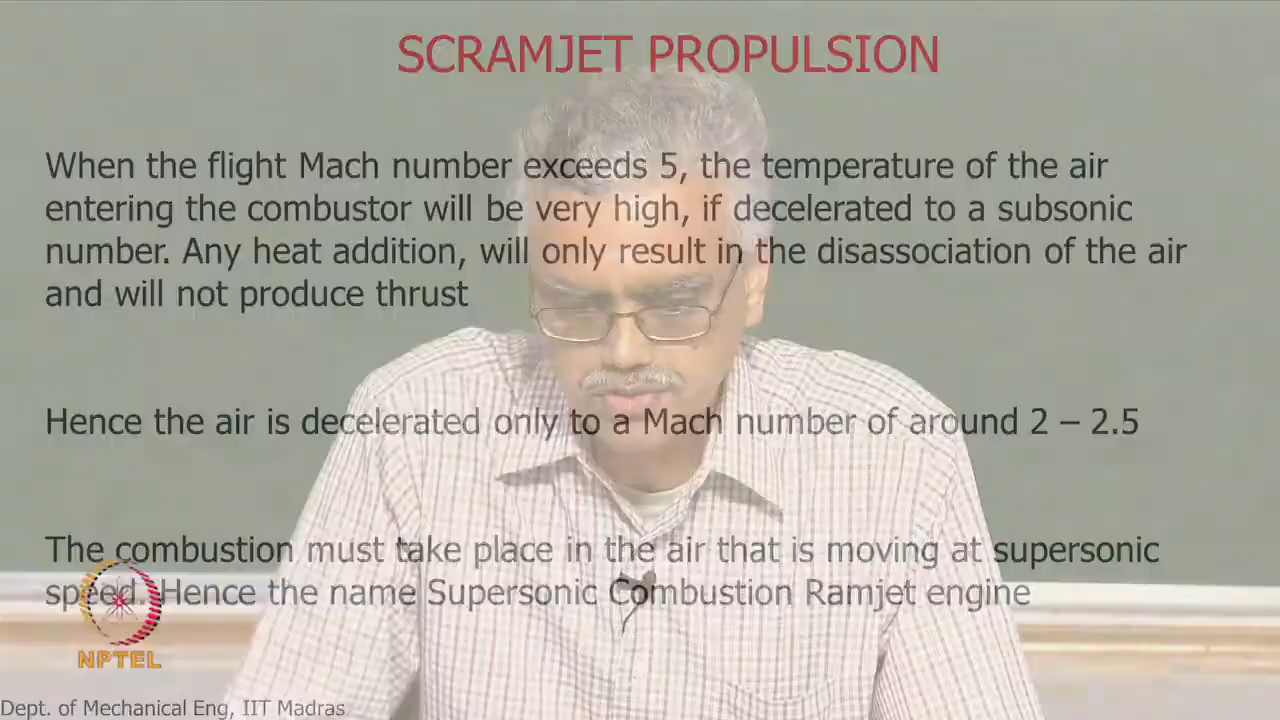 SCRAMJET PROPULSION
When the flight Mach number exceeds 5, the temperature of the air
entering the combustor will be very high, if decelerated to a subsonic
number. Any heat addition, will only result in the disassociation of the air
and will not produce thrust
Hence the air is decelerated only to a Mach number of around 2 – 2.5
The combustion must take place in the air that is moving at supersonic
speed. Hence the name Supersonic Combustion Ramjet engine
NPTEL
Dept. of Mechanical Eng, IIT Madras